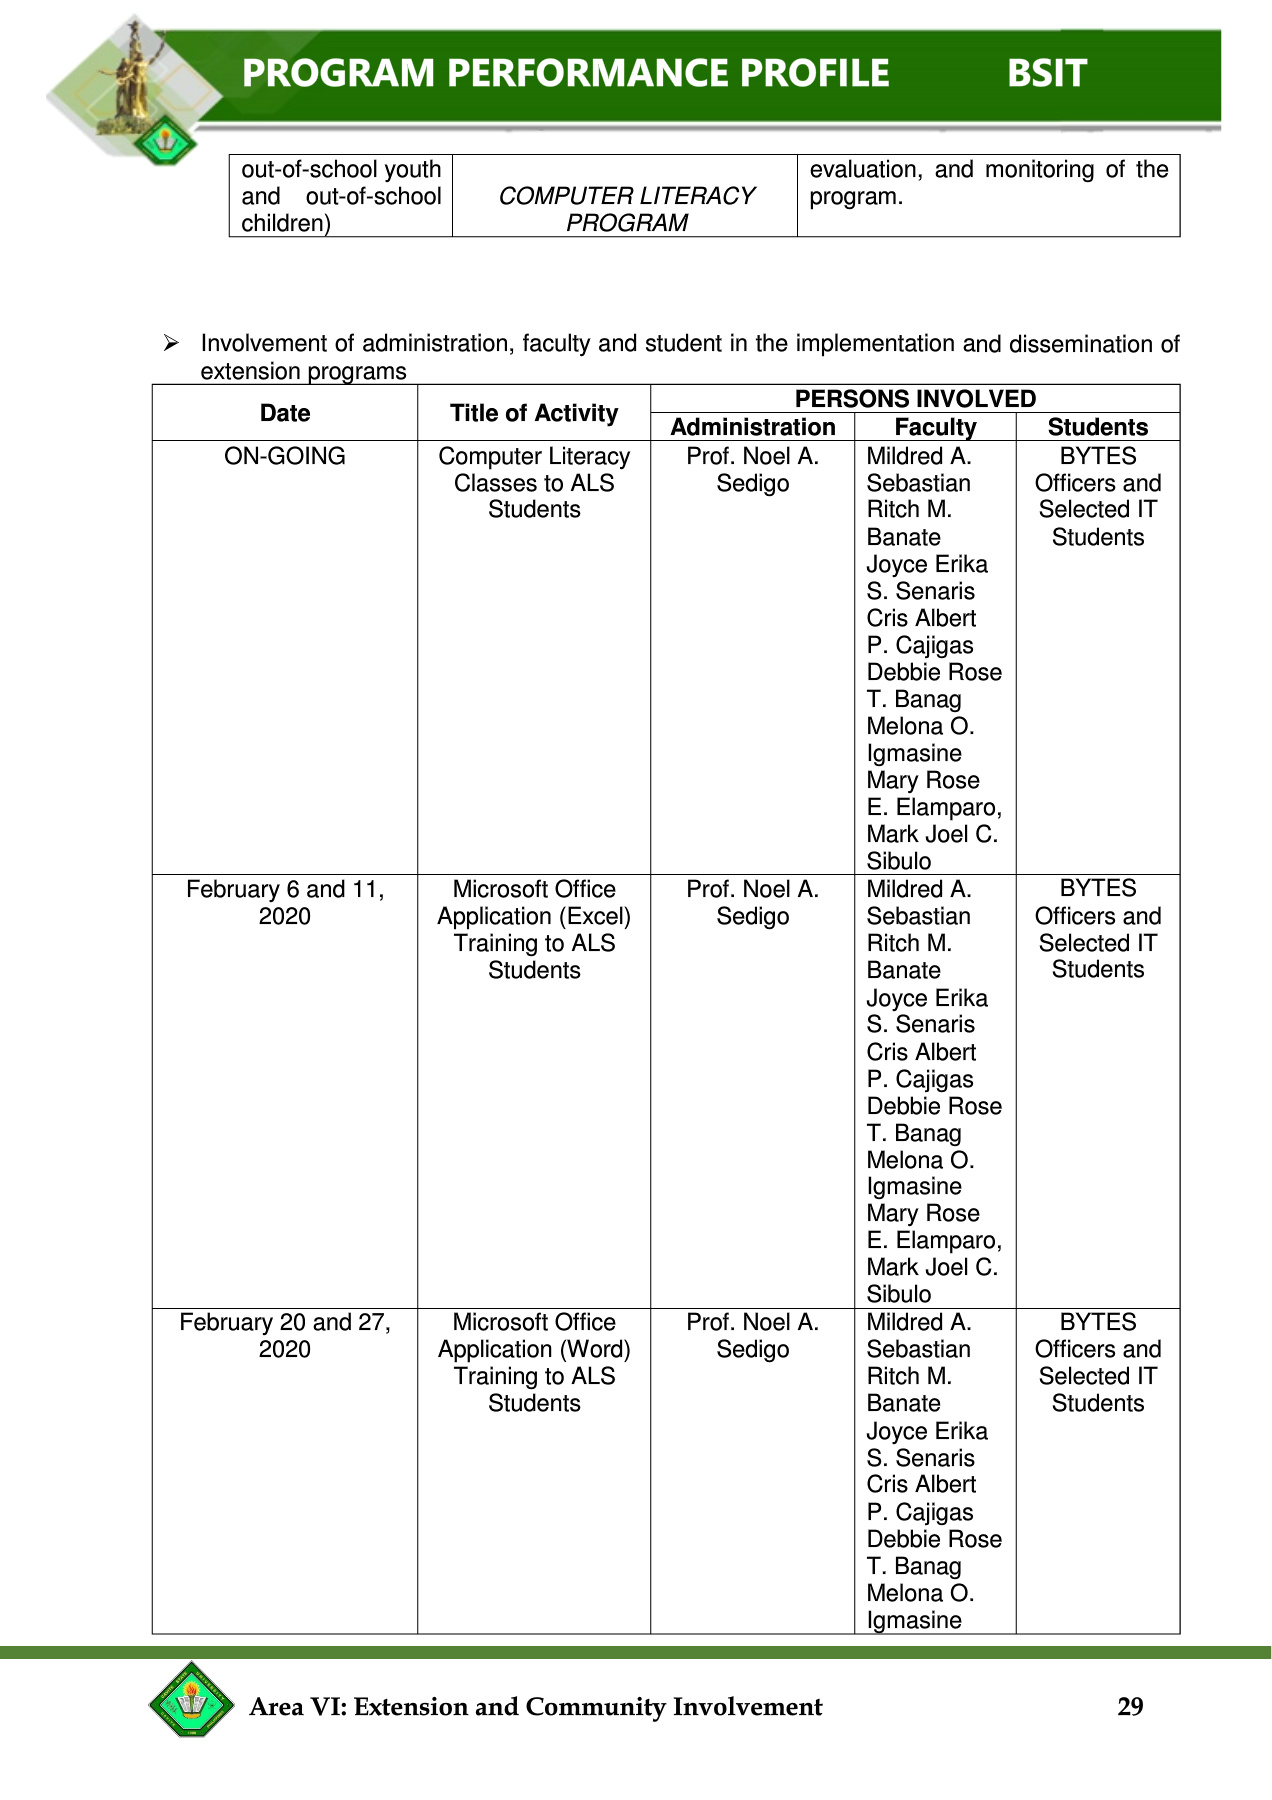 PROGRAM PERFORMANCE PROFILE BSIT
out-of-school youth
and out-of-school
children)
COMPUTER LITERACY
PROGRAM
evaluation, and monitoring of the
program.
➢ Involvement of administration, faculty and student in the implementation and dissemination of
extension programs
Date
Title of Activity
PERSONS INVOLVED
Administration
Faculty
Students
ON-GOING
Computer Literacy
Classes to ALS
Students
Prof. Noel A.
Sedigo
Mildred A.
Sebastian
Ritch M.
Banate
Joyce Erika
S. Senaris
Cris Albert
P. Cajigas
Debbie Rose
T. Banag
Melona O.
Igmasine
Mary Rose
E. Elamparo,
Mark Joel C.
Sibulo
BYTES
Officers and
Selected IT
Students
February 6 and 11,
2020
Microsoft Office
Application (Excel)
Training to ALS
Students
Prof. Noel A.
Sedigo
Mildred A.
Sebastian
Ritch M.
Banate
Joyce Erika
S. Senaris
Cris Albert
P. Cajigas
Debbie Rose
T. Banag
Melona O.
Igmasine
Mary Rose
E. Elamparo,
Mark Joel C.
Sibulo
BYTES
Officers and
Selected IT
Students
February 20 and 27,
2020
Microsoft Office
Application (Word)
Training to ALS
Students
Prof. Noel A.
Sedigo
Mildred A.
Sebastian
Ritch M.
Banate
Joyce Erika
S. Senaris
Cris Albert
P. Cajigas
Debbie Rose
T. Banag
Melona O.
Igmasine
BYTES
Officers and
Selected IT
Students
Area VI: Extension and Community Involvement 29